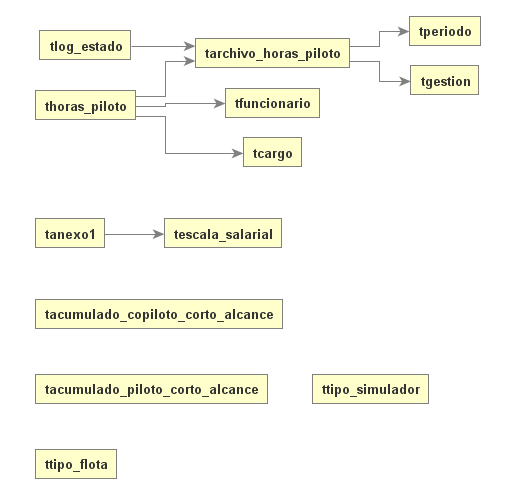 tperiodo
tlog_estado
tarchivo_horas_piloto
tgestion
thoras_piloto
tfuncionario
tcargo
tanexo1
tescala_salarial
tacumulado_copiloto_corto_alcance
tacumulado_piloto_corto_alcance
ttipo_simulador
ttipo_flota